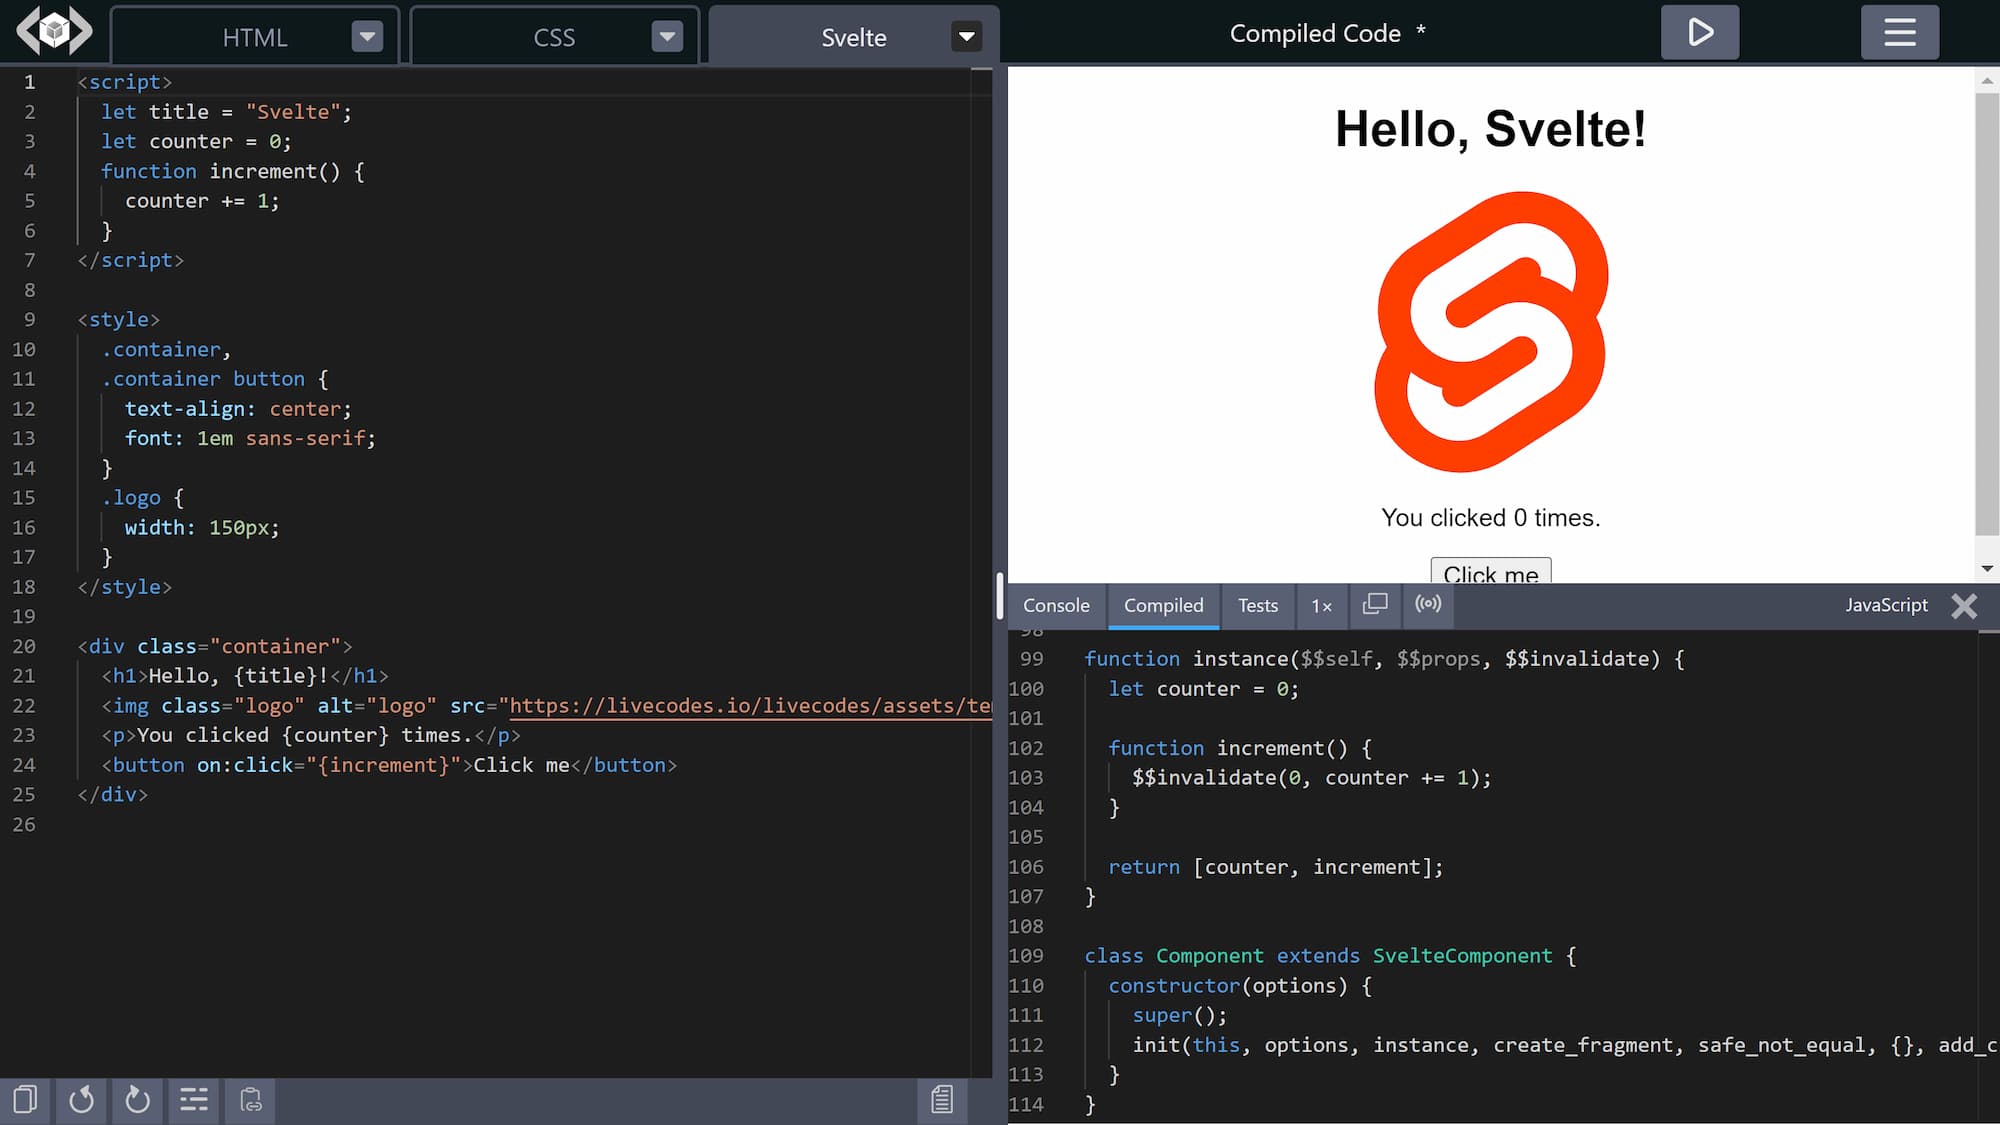 HTML
CSS
Svelte
Compiled Code *
1 <script>
2 let title = "Svelte";
3 let counter = 0;
4 function increment() {
5 counter += 1;
6 }
7 </script>
8
9 <style>
10 .container,
11 .container button {
12 text-align: center;
13 font: 1em sans-serif;
14 }
15 .logo {
16 width: 150px;
17 }
18 </style>
19
20 <div class="container">
21 <h1>Hello, {title}!</h1>
22 <img class="logo" alt="logo" src="https://livecodes.io/livecodes/assets/te
23 <p>You clicked {counter} times.</p>
24 <button on:click="{increment}">Click me</button>
25 </div>
26
Hello, Svelte!
You clicked 0 times.
Click me
Console Compiled Tests 1× JavaScript
98
99 function instance($$self, $$props, $$invalidate) {
100 let counter = 0;
101
102 function increment() {
103 $$invalidate(0, counter += 1);
104 }
105
106 return [counter, increment];
107 }
108
109 class Component extends SvelteComponent {
110 constructor(options) {
111 super();
112 init(this, options, instance, create_fragment, safe_not_equal, {}, add_c
113 }
114 }